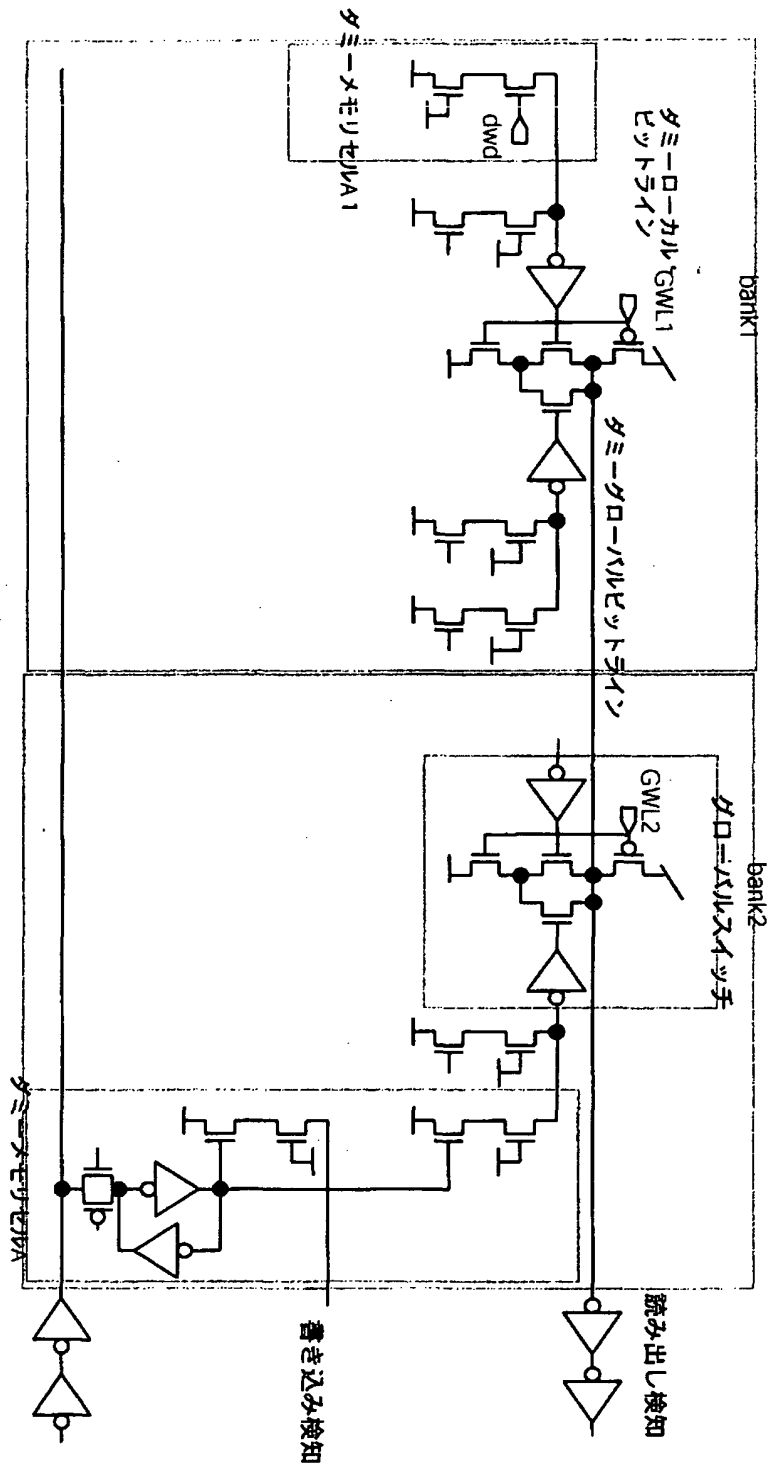 bank1
ダミーローカル
ビットライン
GWL1
dwd
ダミーメモリセルA1
ダミーグローバルビットライン
bank2
グローバルスイッチ
GWL2
ダミーメモリセルA
読み出し検知
書き込み検知